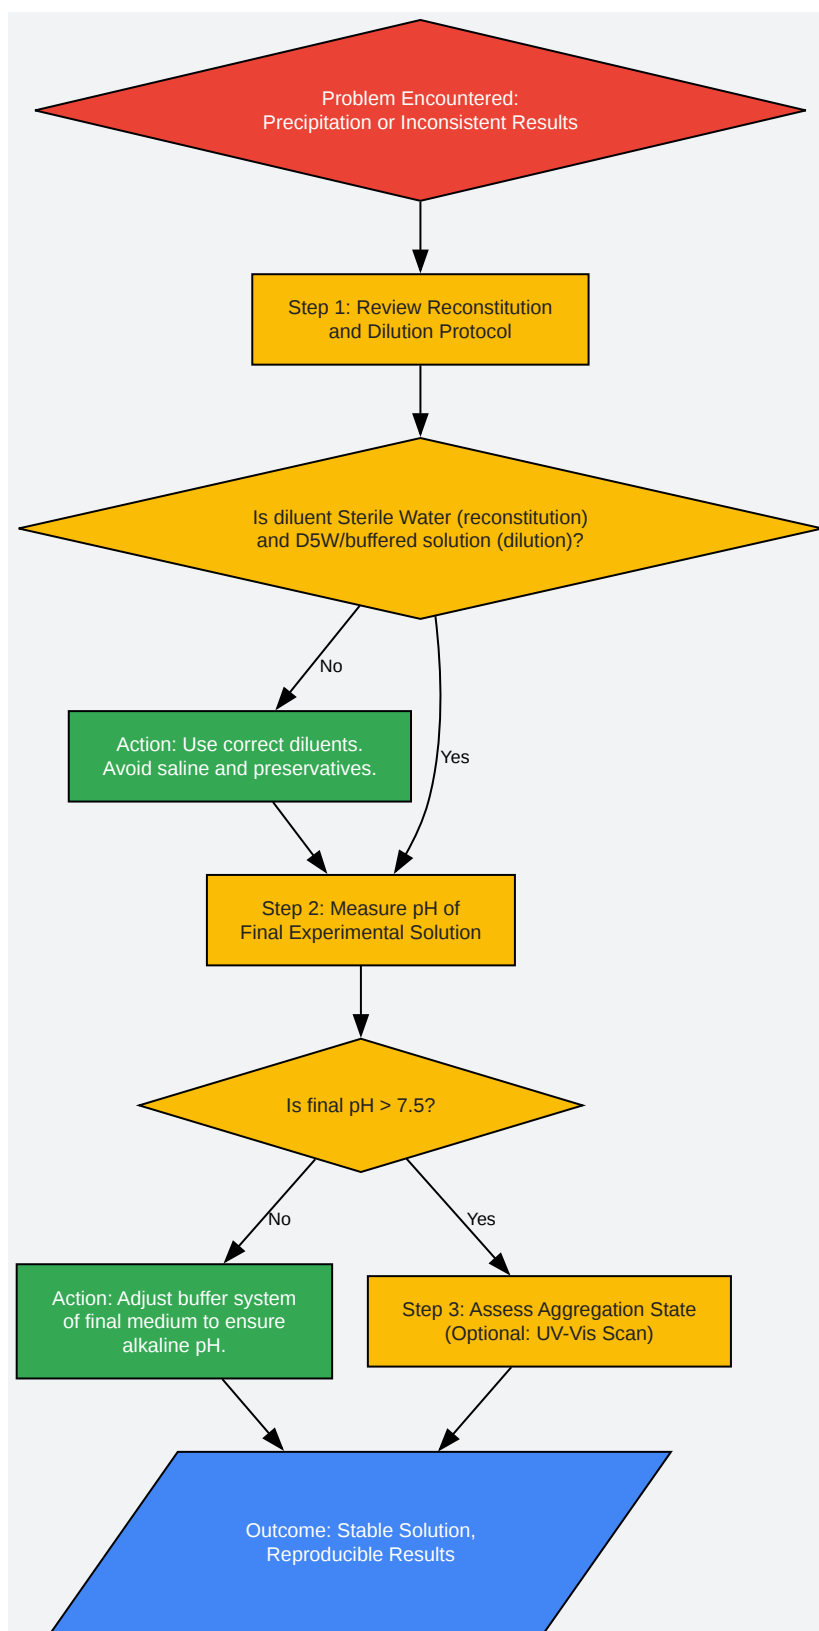 Problem Encountered:
Precipitation or Inconsistent Results
Step 1: Review Reconstitution
and Dilution Protocol
Is diluent Sterile Water (reconstitution)
and D5W/buffered solution (dilution)?
No
Action: Use correct diluents.
Avoid saline and preservatives.
Yes
Step 2: Measure pH of
Final Experimental Solution
Is final pH > 7.5?
No
Yes
Action: Adjust buffer system
of final medium to ensure
alkaline pH.
Step 3: Assess Aggregation State
(Optional: UV-Vis Scan)
Outcome: Stable Solution,
Reproducible Results